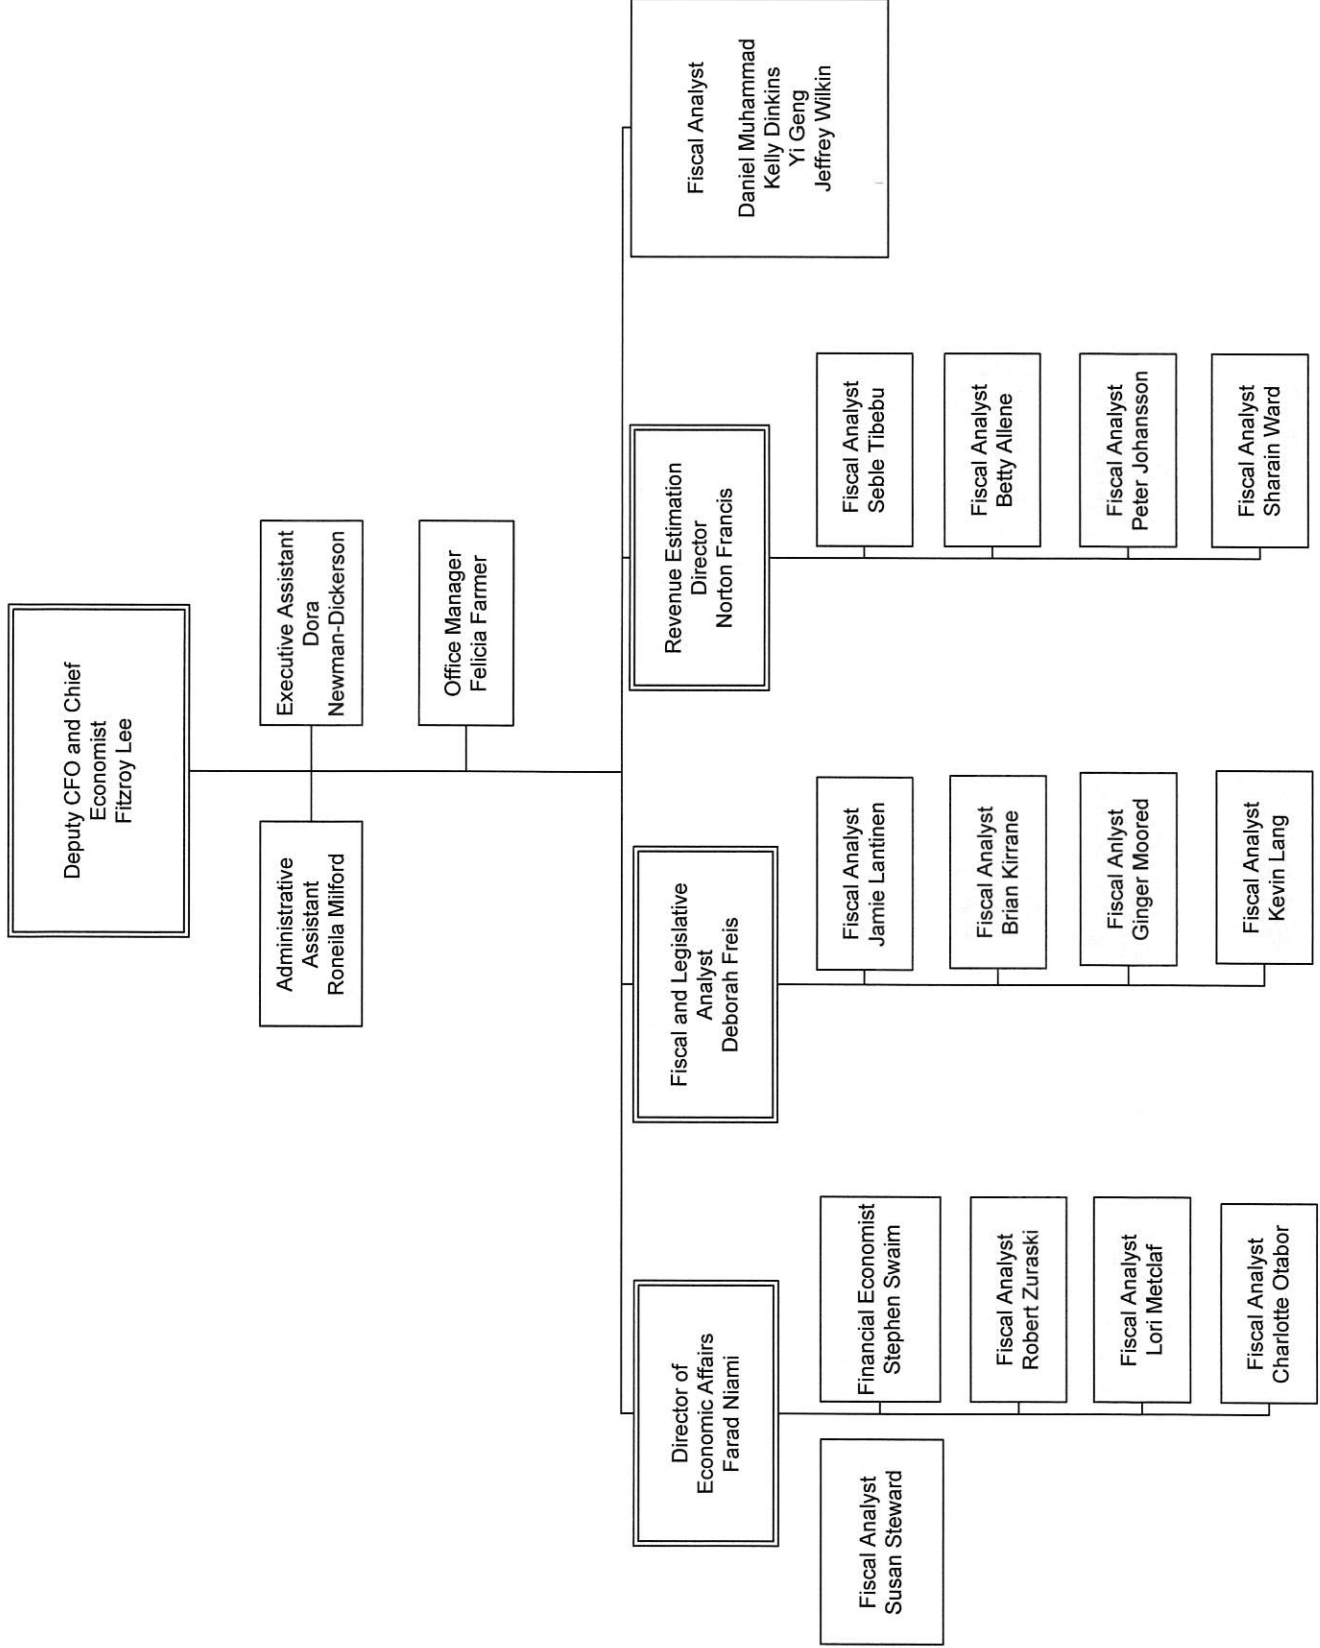 Deputy CFO and Chief
Economist
Fitzroy Lee
Administrative
Assistant
Roneila Milford
Executive Assistant
Dora
Newman-Dickerson
Office Manager
Felicia Farmer
Director of
Economic Affairs
Farad Niami
Fiscal Analyst
Susan Steward
Financial Economist
Stephen Swaim
Fiscal Analyst
Robert Zuraski
Fiscal Analyst
Lori Metclaf
Fiscal Analyst
Charlotte Otabor
Fiscal and Legislative
Analyst
Deborah Freis
Fiscal Analyst
Jamie Lantinen
Fiscal Analyst
Brian Kirrane
Fiscal Anlyst
Ginger Moored
Fiscal Analyst
Kevin Lang
Revenue Estimation
Director
Norton Francis
Fiscal Analyst
Seble Tibebu
Fiscal Analyst
Betty Allene
Fiscal Analyst
Peter Johansson
Fiscal Analyst
Sharain Ward
Fiscal Analyst
Daniel Muhammad
Kelly Dinkins
Yi Geng
Jeffrey Wilkin